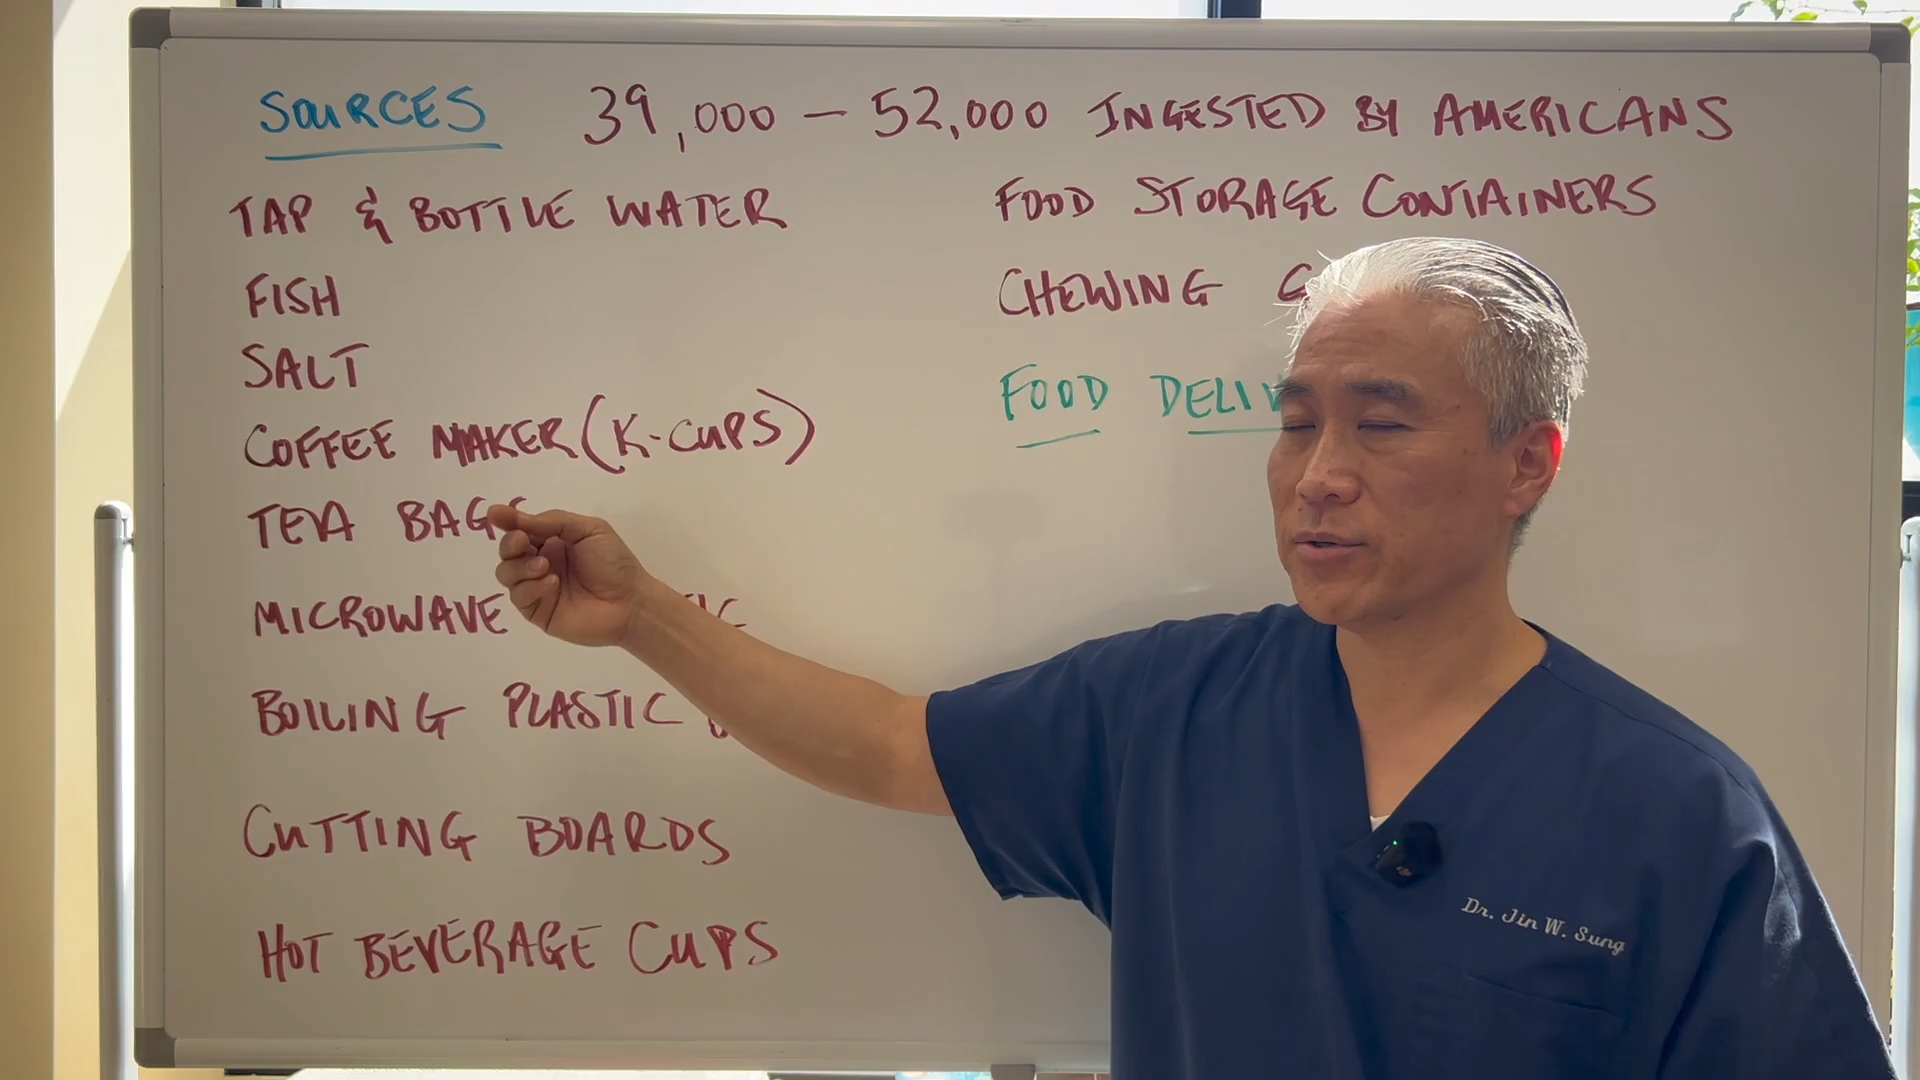 SOURCES 39,000 – 52,000 INGESTED BY AMERICANS
TAP & BOTTLE WATER
FISH
SALT
COFFEE MAKER (K-CUPS)
TEA BAGS
MICROWAVE
BOILING PLASTIC
CUTTING BOARDS
HOT BEVERAGE CUPS
FOOD STORAGE CONTAINERS
CHEWING
FOOD
Dr. Jin W. Sung